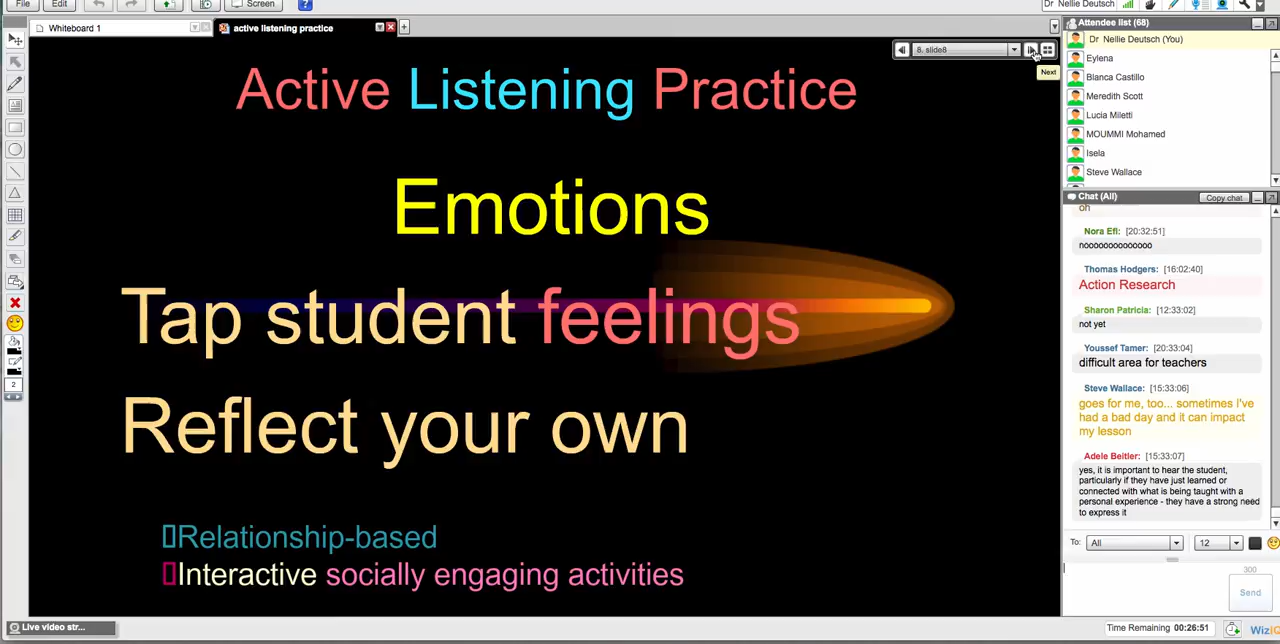 File
Edit
Screen
Dr Nellie Deutsch
Whiteboard 1
active listening practice
8. slide8
Next
Active Listening Practice
Emotions
Tap student feelings
Reflect your own
Relationship-based
Interactive socially engaging activities
Attendee list (68)
Dr Nellie Deutsch (You)
Eylena
Blanca Castillo
Meredith Scott
Lucia Miletti
MOUMMI Mohamed
Isela
Steve Wallace
Chat (All)
Copy chat
oh
Nora Efl: [20:32:51]
nooooooooooooo
Thomas Hodgers: [16:02:40]
Action Research
Sharon Patricia: [12:33:02]
not yet
Youssef Tamer: [20:33:04]
difficult area for teachers
Steve Wallace: [15:33:06]
goes for me, too... sometimes I've
had a bad day and it can impact
my lesson
Adele Beitler: [15:33:07]
yes, it is important to hear the student,
particularly if they have just learned or
connected with what is being taught with a
personal experience - they have a strong need
to express it
To: All 12
300
Send
2
Live video str...
Time Remaining 00:26:51
WizIQ